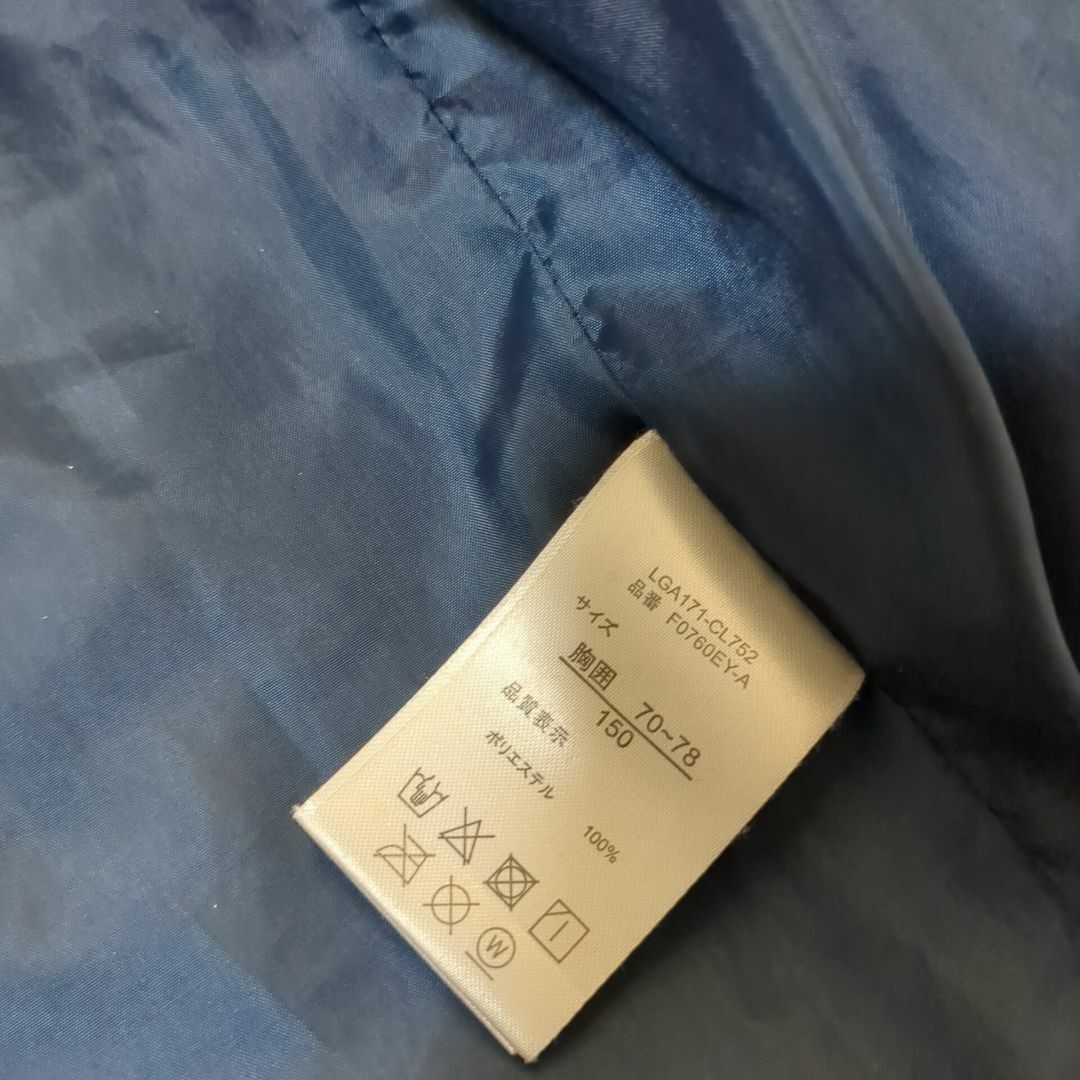 LGA171-CL752
品番 F0760EY-A
サイズ
胸囲 70~78
150
品質表示
ポリエステル 100%
W